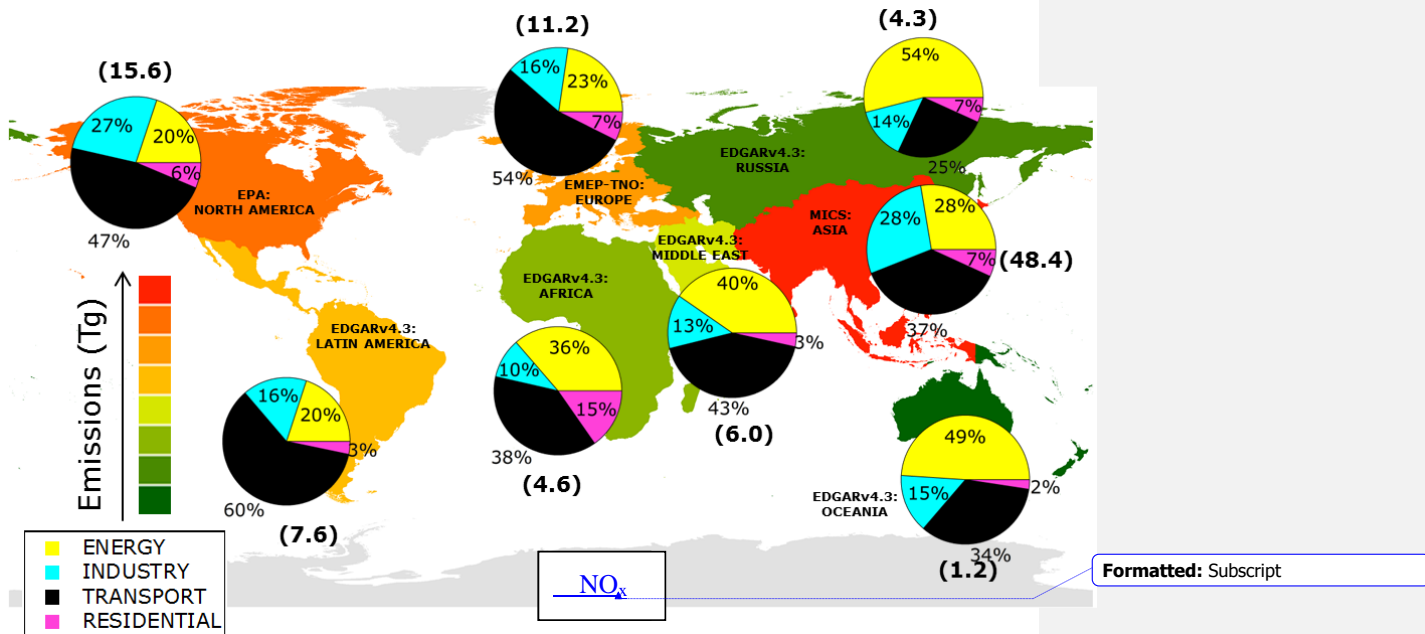 (15.6)
27%
20%
6%
47%
EPA:
NORTH AMERICA
(11.2)
16%
23%
7%
54%
EMEP-TNO:
EUROPE
(4.3)
54%
7%
14%
25%
EDGARv4.3:
RUSSIA
MICS:
ASIA
28%
28%
7%
37%
(48.4)
EDGARv4.3:
MIDDLE EAST
40%
13%
3%
43%
(6.0)
EDGARv4.3:
AFRICA
36%
10%
15%
38%
(4.6)
EDGARv4.3:
LATIN AMERICA
16%
20%
3%
60%
(7.6)
49%
15%
2%
34%
EDGARv4.3:
OCEANIA
(1.2)
Emissions (Tg)
ENERGY
INDUSTRY
TRANSPORT
RESIDENTIAL
NOx
Formatted: Subscript